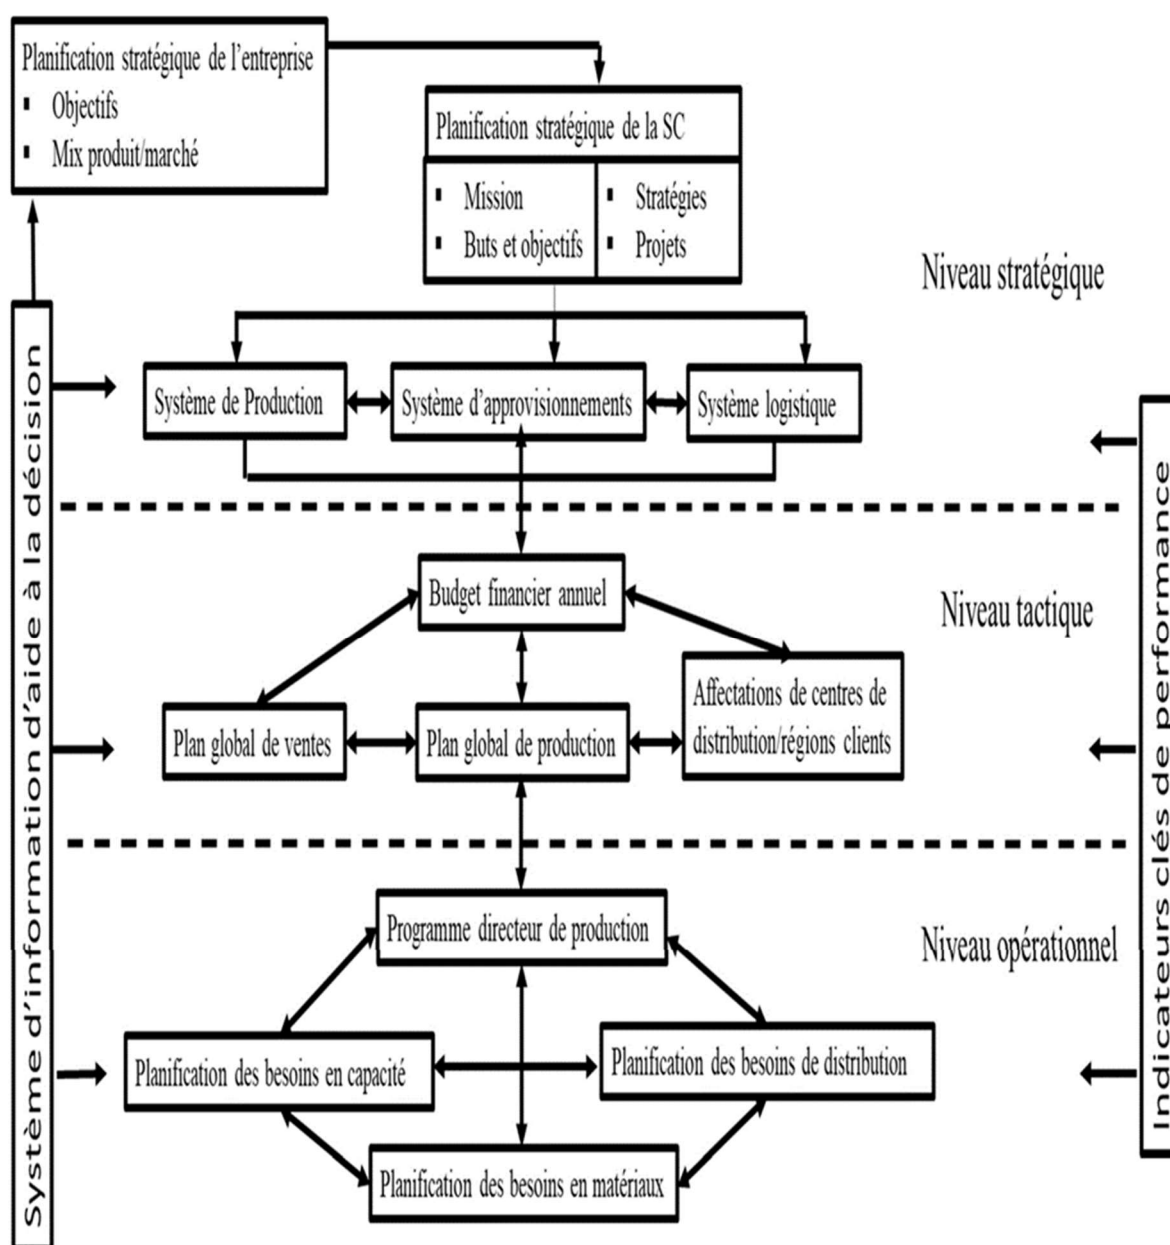 Planification stratégique de l'entreprise
▪ Objectifs
▪ Mix produit/marché
Planification stratégique de la SC
▪ Mission
▪ Buts et objectifs
▪ Stratégies
▪ Projets
Niveau stratégique
Système de Production
Système d'approvisionnements
Système logistique
Budget financier annuel
Niveau tactique
Plan global de ventes
Plan global de production
Affectations de centres de
distribution/régions clients
Programme directeur de production
Niveau opérationnel
Planification des besoins en capacité
Planification des besoins de distribution
Planification des besoins en matériaux
Système d'information d'aide à la décision
Indicateurs clés de performance